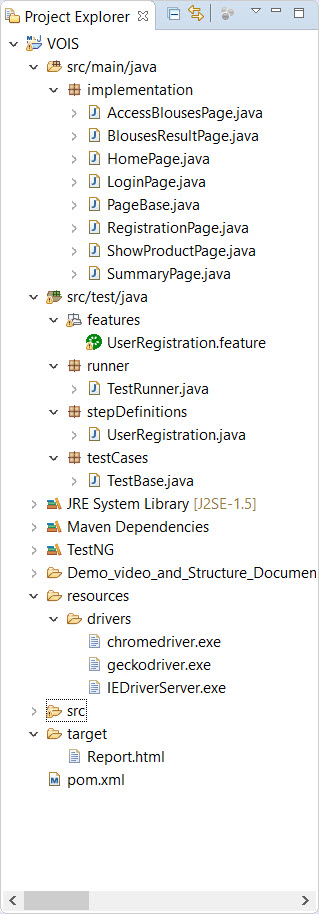 Project Explorer
VOIS
src/main/java
implementation
AccessBlousesPage.java
BlousesResultPage.java
HomePage.java
LoginPage.java
PageBase.java
RegistrationPage.java
ShowProductPage.java
SummaryPage.java
src/test/java
features
UserRegistration.feature
runner
TestRunner.java
stepDefinitions
UserRegistration.java
testCases
TestBase.java
JRE System Library [J2SE-1.5]
Maven Dependencies
TestNG
Demo_video_and_Structure_Documen
resources
drivers
chromedriver.exe
geckodriver.exe
IEDriverServer.exe
src
target
Report.html
pom.xml